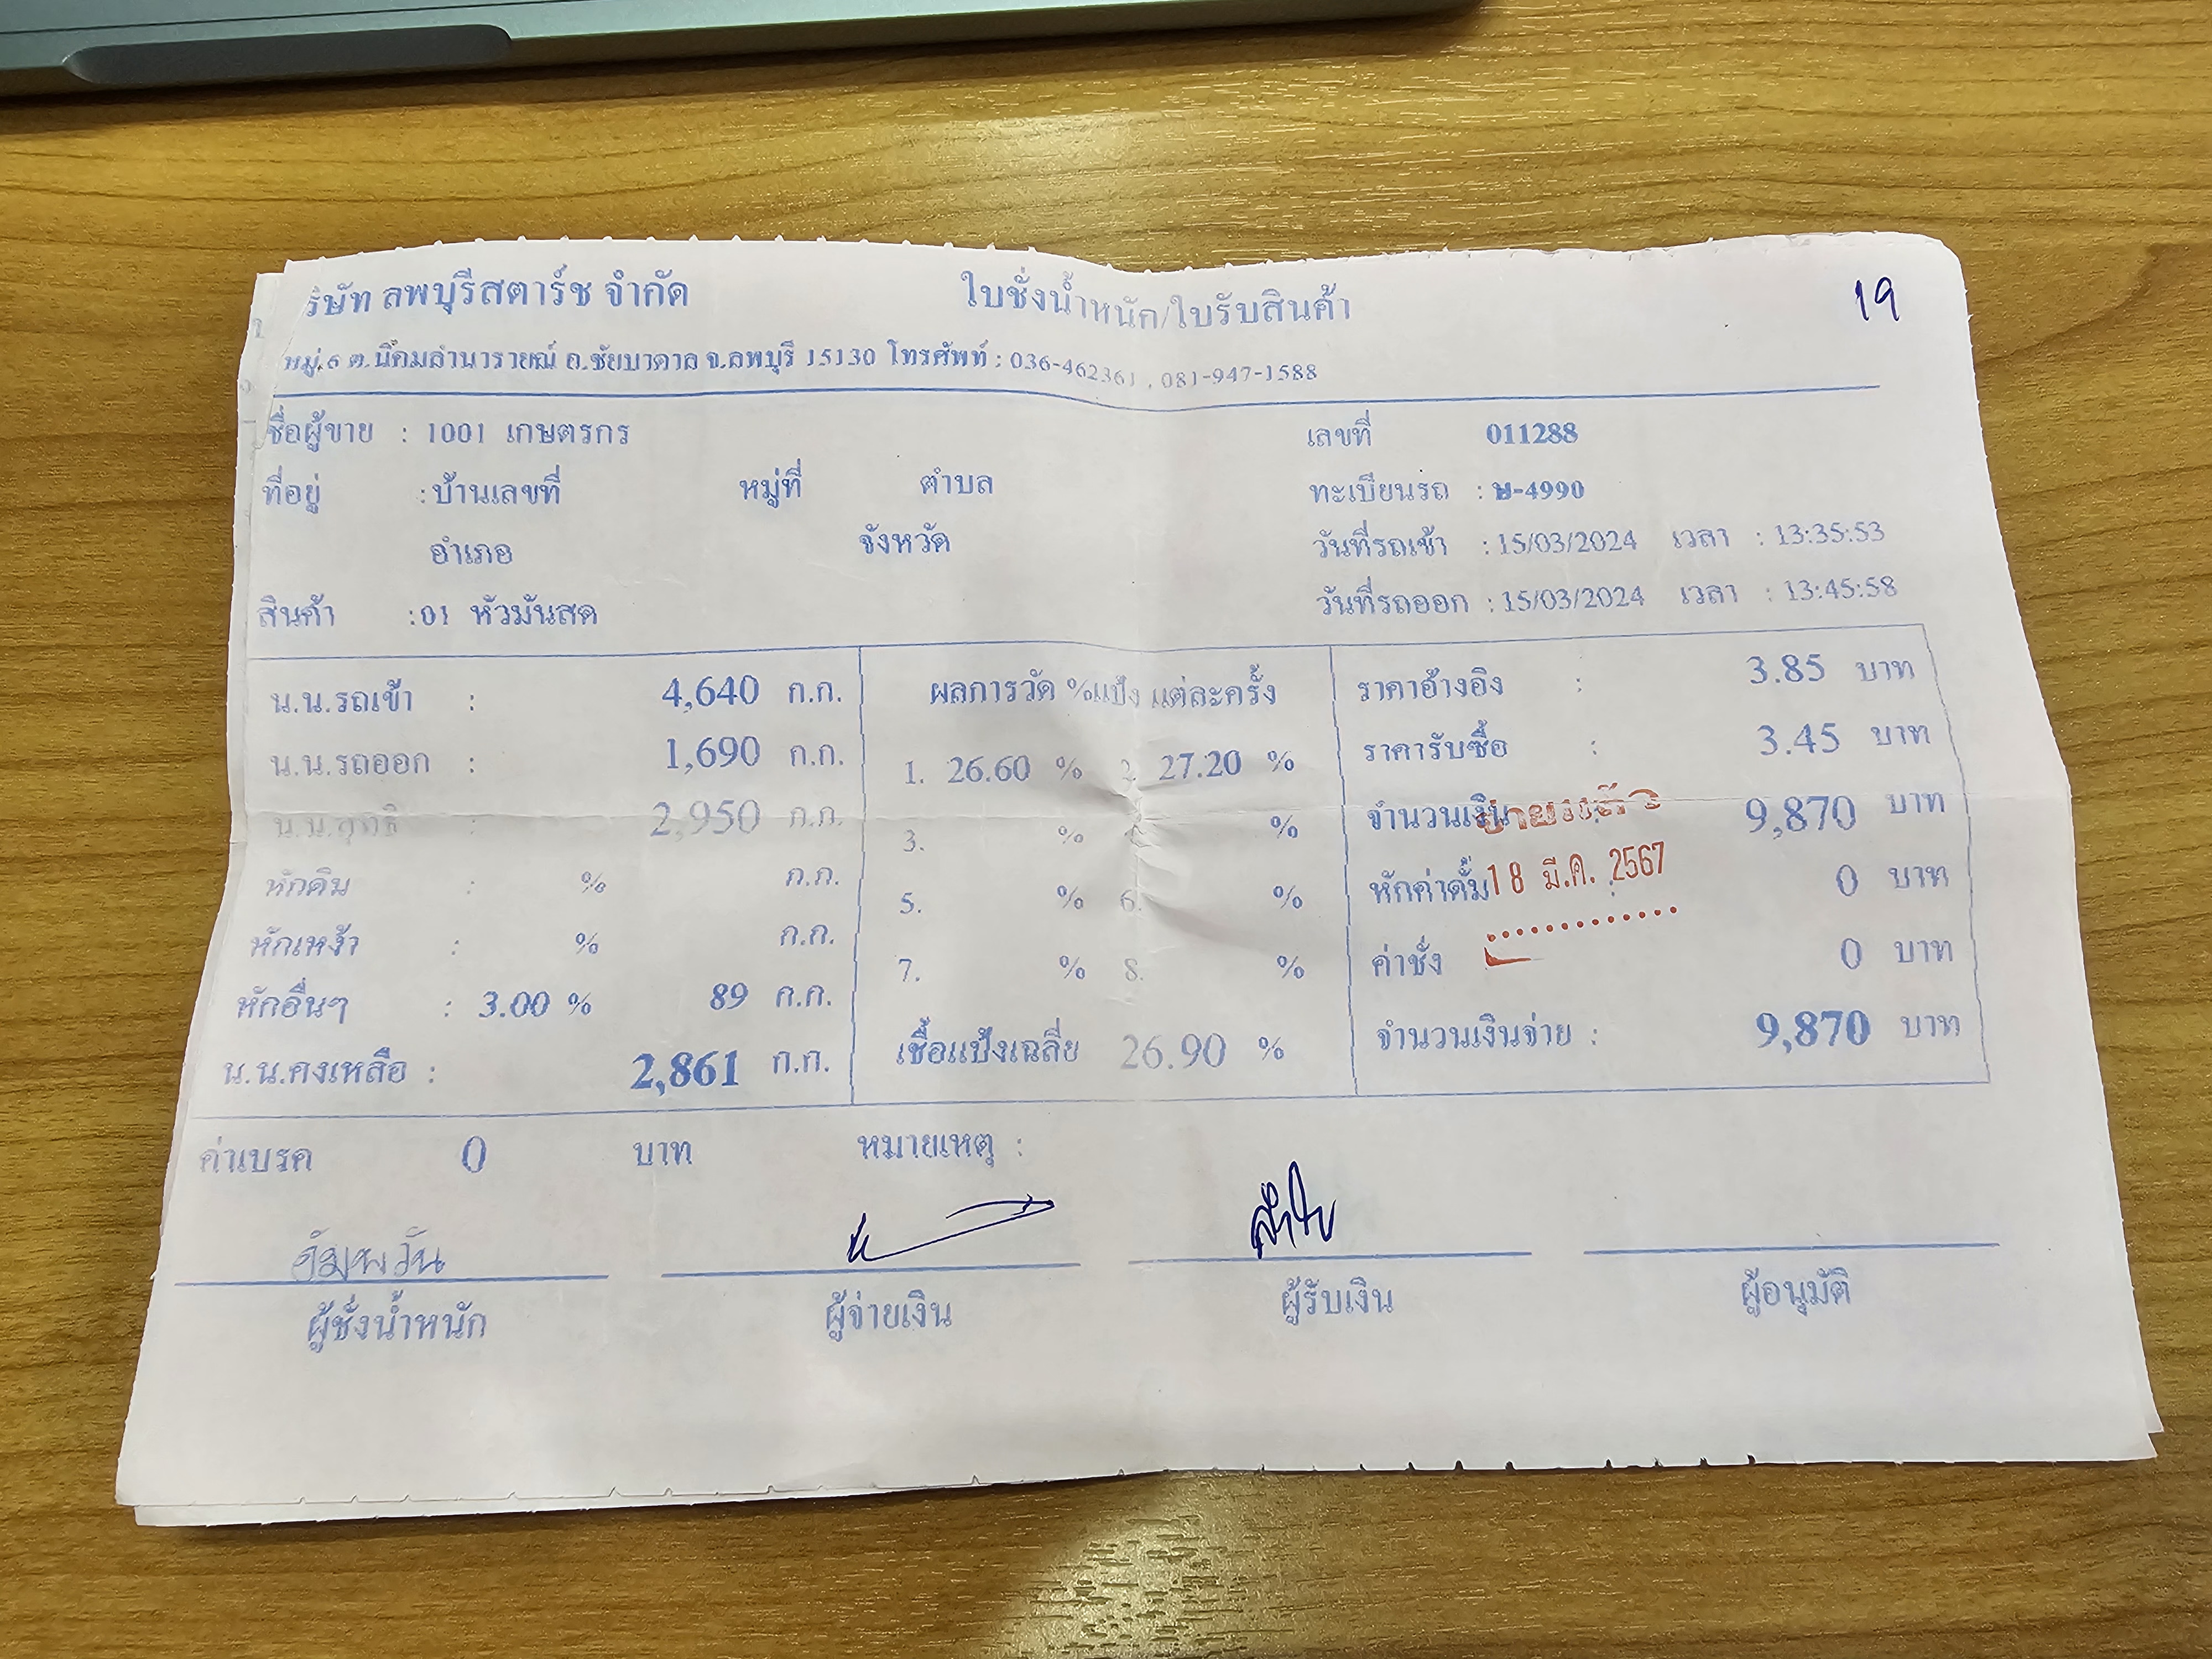 ริษัท ลพบุรีสตาร์ช จำกัด ใบชั่งน้ำหนัก/ใบรับสินค้า 19
หมู่.6 ต.นิคมลำนารายณ์ อ.ชัยบาดาล จ.ลพบุรี 15130 โทรศัพท์ : 036-462361 , 081-947-1588
ชื่อผู้ขาย : 1001 เกษตรกร เลขที่ 011288
ที่อยู่ : บ้านเลขที่ หมู่ที่ ตำบล ทะเบียนรถ : ษ-4990
อำเภอ จังหวัด วันที่รถเข้า : 15/03/2024 เวลา : 13:35:53
สินค้า : 01 หัวมันสด วันที่รถออก : 15/03/2024 เวลา : 13:45:58
น.น.รถเข้า : 4,640 ก.ก. ผลการวัด %แป้ง แต่ละครั้ง ราคาอ้างอิง : 3.85 บาท
น.น.รถออก : 1,690 ก.ก. 1. 26.60 % 2. 27.20 % ราคารับซื้อ : 3.45 บาท
น.น.สุทธิ : 2,950 ก.ก. 3. % % จำนวนเงิน 9,870 บาท
จ่ายแล้ว
หักดิน : % ก.ก. 5. % 6. % หักค่าดั้ม 0 บาท
18 มี.ค. 2567
หักเหง้า : % ก.ก. 7. % 8. % ค่าชั่ง 0 บาท
หักอื่นๆ : 3.00 % 89 ก.ก.
น.น.คงเหลือ : 2,861 ก.ก. เชื้อแป้งเฉลี่ย 26.90 % จำนวนเงินจ่าย : 9,870 บาท
ค่าเบรค 0 บาท หมายเหตุ :
อัมพวัน ลำใย
ผู้ชั่งน้ำหนัก ผู้จ่ายเงิน ผู้รับเงิน ผู้อนุมัติ